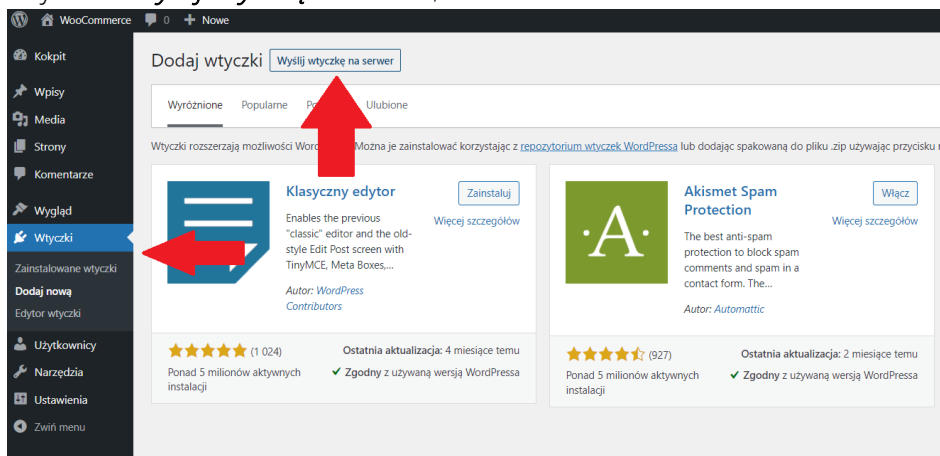 WooCommerce 0 Nowe
Kokpit
Wpisy
Media
Strony
Komentarze
Wygląd
Wtyczki
Zainstalowane wtyczki
Dodaj nową
Edytor wtyczki
Użytkownicy
Narzędzia
Ustawienia
Zwiń menu
Dodaj wtyczki Wyślij wtyczkę na serwer
Wyróżnione Popularne Ulubione
Wtyczki rozszerzają możliwości Można je zainstalować korzystając z repozytorium wtyczek WordPressa lub dodając spakowaną do pliku .zip używając przycisku
Klasyczny edytor
Zainstaluj
Więcej szczegółów
Enables the previous
"classic" editor and the old-
style Edit Post screen with
TinyMCE, Meta Boxes,...
Autor: WordPress
Contributors
(1 024)
Ostatnia aktualizacja: 4 miesiące temu
Ponad 5 milionów aktywnych
instalacji
Zgodny z używaną wersją WordPressa
Akismet Spam
Protection
Włącz
Więcej szczegółów
·A·
The best anti-spam
protection to block spam
comments and spam in a
contact form. The...
Autor: Automattic
(927)
Ostatnia aktualizacja: 2 miesiące temu
Ponad 5 milionów aktywnych
instalacji
Zgodny z używaną wersją WordPressa